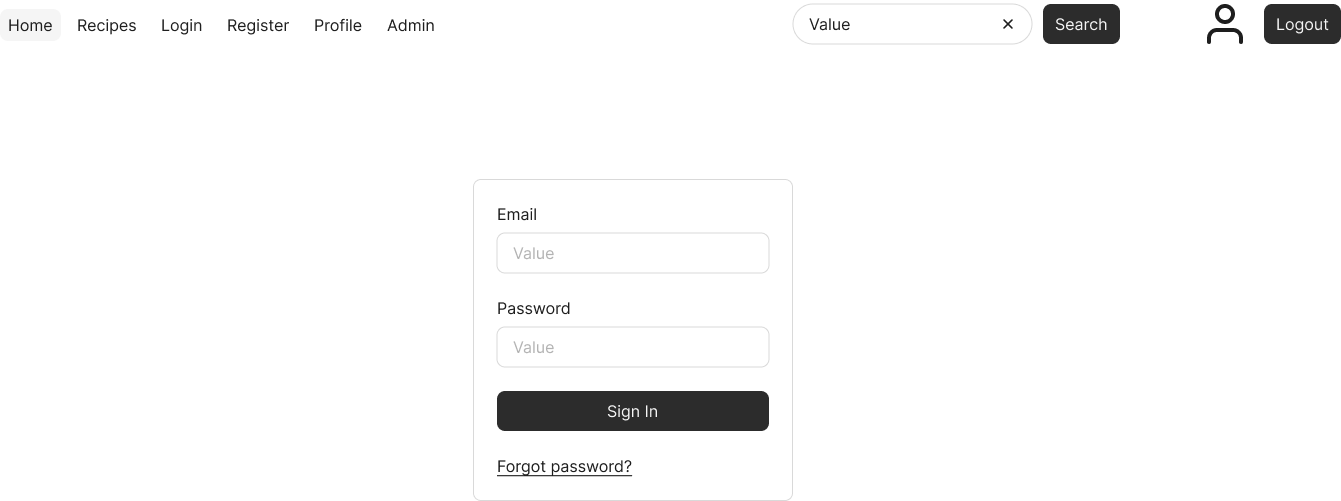 Home Recipes Login Register Profile Admin Value Search Logout
Email
Value
Password
Value
Sign In
Forgot password?